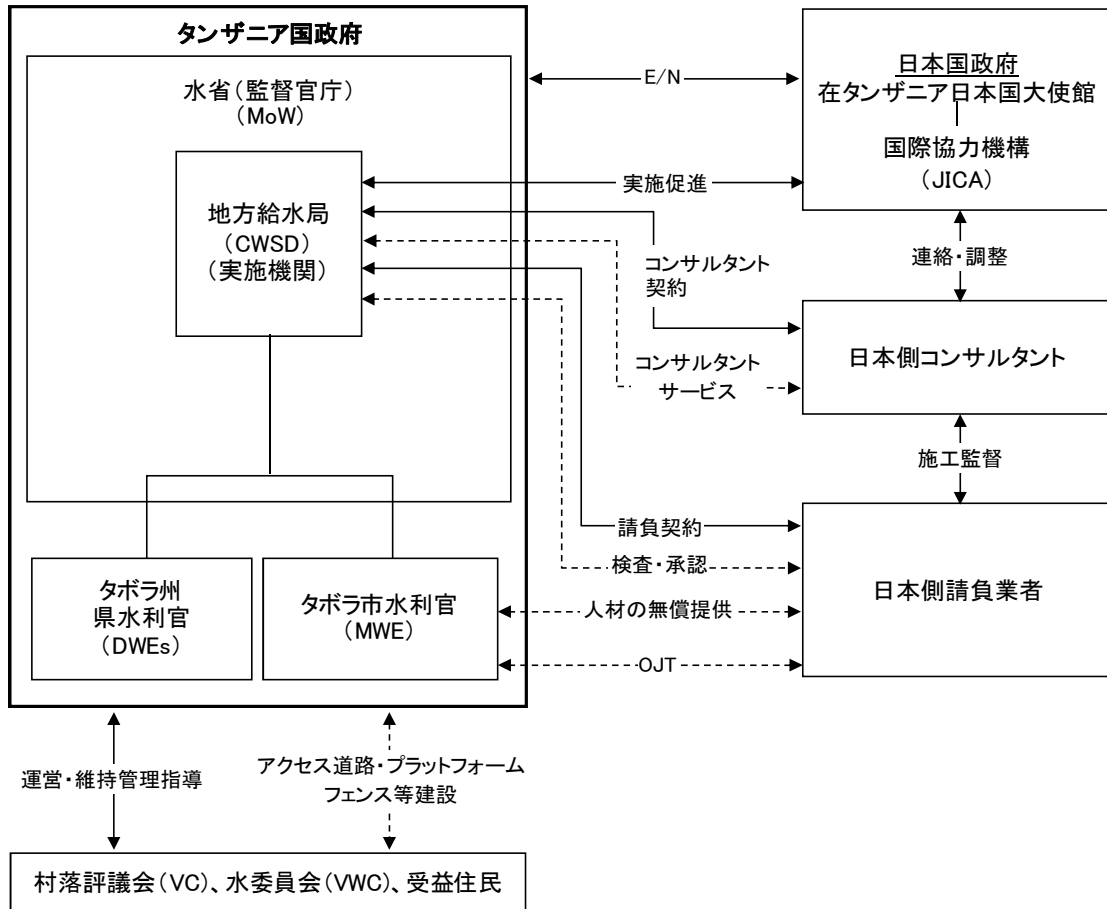 タンザニア国政府
水省(監督官庁)
(MoW)
地方給水局
(CWSD)
(実施機関)
タボラ州
県水利官
(DWEs)
タボラ市水利官
(MWE)
E/N
実施促進
コンサルタント
契約
コンサルタント
サービス
請負契約
検査・承認
人材の無償提供
OJT
日本国政府
在タンザニア日本国大使館
国際協力機構
(JICA)
連絡・調整
日本側コンサルタント
施工監督
日本側請負業者
運営・維持管理指導
アクセス道路・プラットフォーム
フェンス等建設
村落評議会(VC)、水委員会(VWC)、受益住民